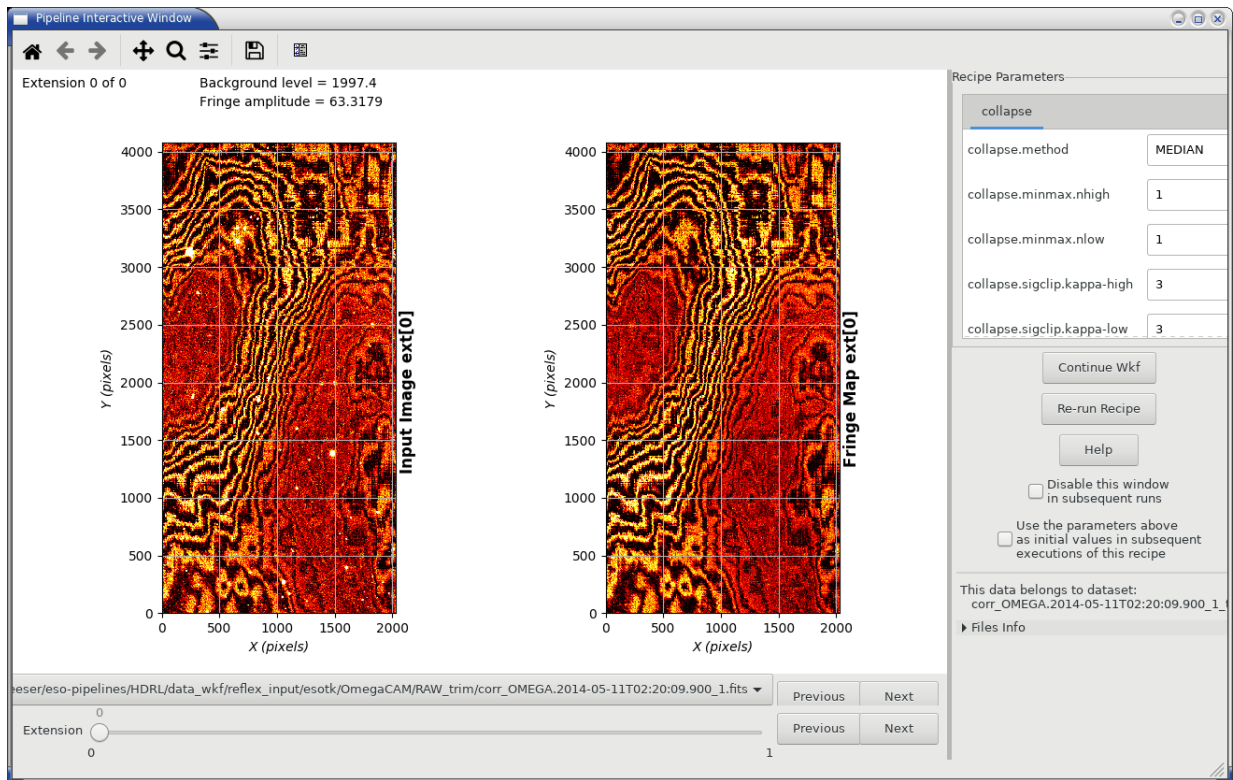 Pipeline Interactive Window
Extension 0 of 0
Background level = 1997.4
Fringe amplitude = 63.3179
4000
3500
3000
2500
2000
1500
1000
500
0
0 500 1000 1500 2000
Y (pixels)
X (pixels)
Input Image ext[0]
4000
3500
3000
2500
2000
1500
1000
500
0
0 500 1000 1500 2000
Y (pixels)
X (pixels)
Fringe Map ext[0]
eser/eso-pipelines/HDRL/data_wkf/reflex_input/esotk/OmegaCAM/RAW_trim/corr_OMEGA.2014-05-11T02:20:09.900_1.fits
Previous Next
0
Extension
Previous Next
0 1
Recipe Parameters
collapse
collapse.method MEDIAN
collapse.minmax.nhigh 1
collapse.minmax.nlow 1
collapse.sigclip.kappa-high 3
collapse.sigclip.kappa-low 3
Continue Wkf
Re-run Recipe
Help
Disable this window
in subsequent runs
Use the parameters above
as initial values in subsequent
executions of this recipe
This data belongs to dataset:
corr_OMEGA.2014-05-11T02:20:09.900_1_
Files Info